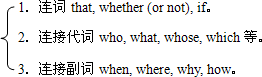 1. 连词 that, whether (or not), if。
2. 连接代词 who, what, whose, which 等。
3. 连接副词 when, where, why, how。